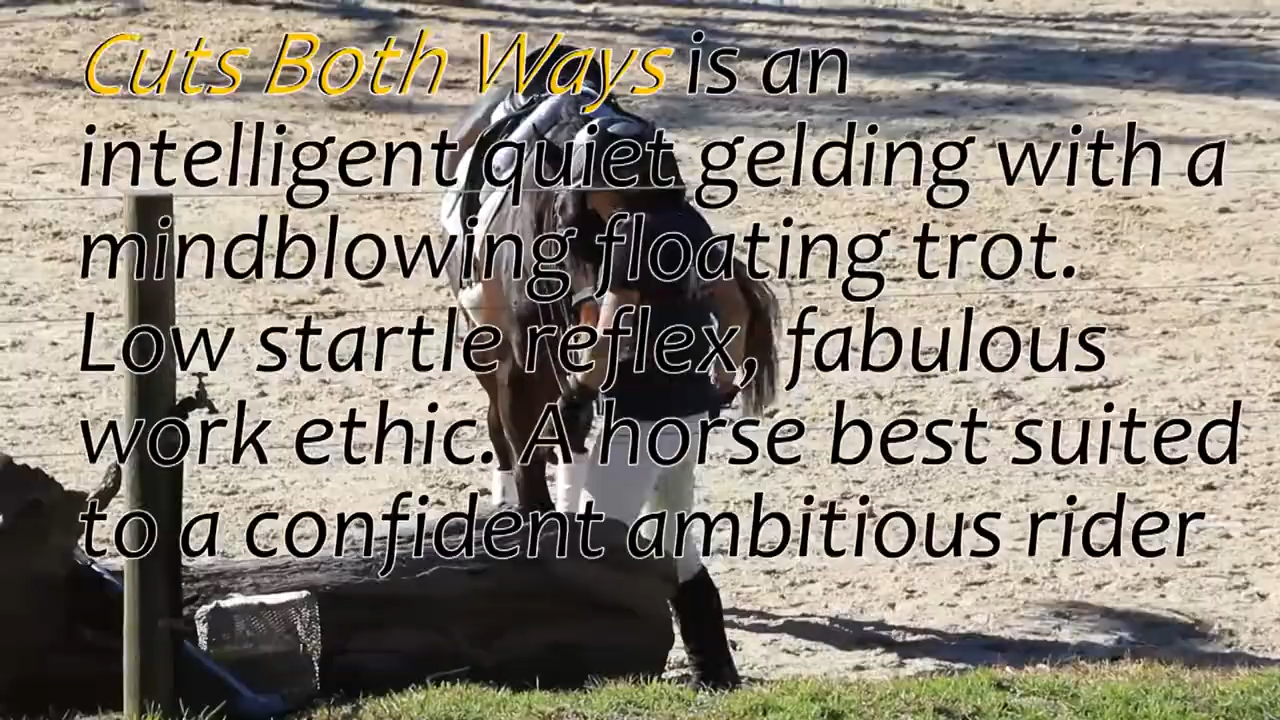 Cuts Both Ways is an
intelligent quiet gelding with a
mindblowing floating trot.
Low startle reflex, fabulous
work ethic. A horse best suited
to a confident ambitious rider